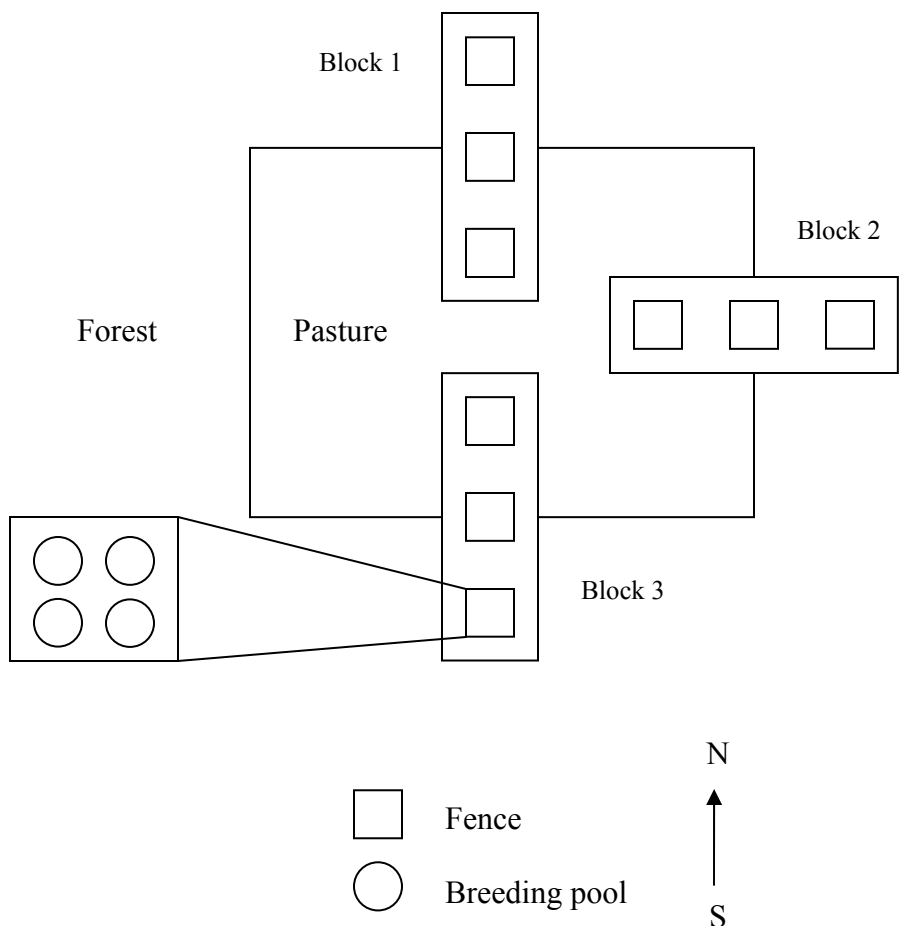 Block 1
Block 2
Forest
Pasture
Block 3
N
Fence
Breeding pool
S